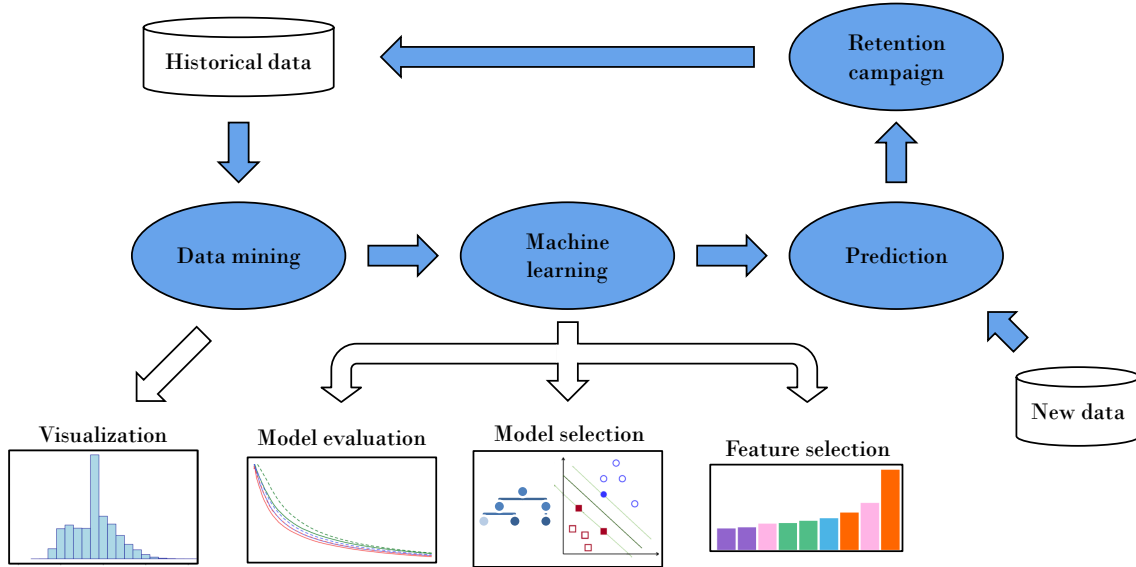 Historical data
Retention
campaign
Data mining
Machine
learning
Prediction
New data
Visualization
Model evaluation
Model selection
Feature selection